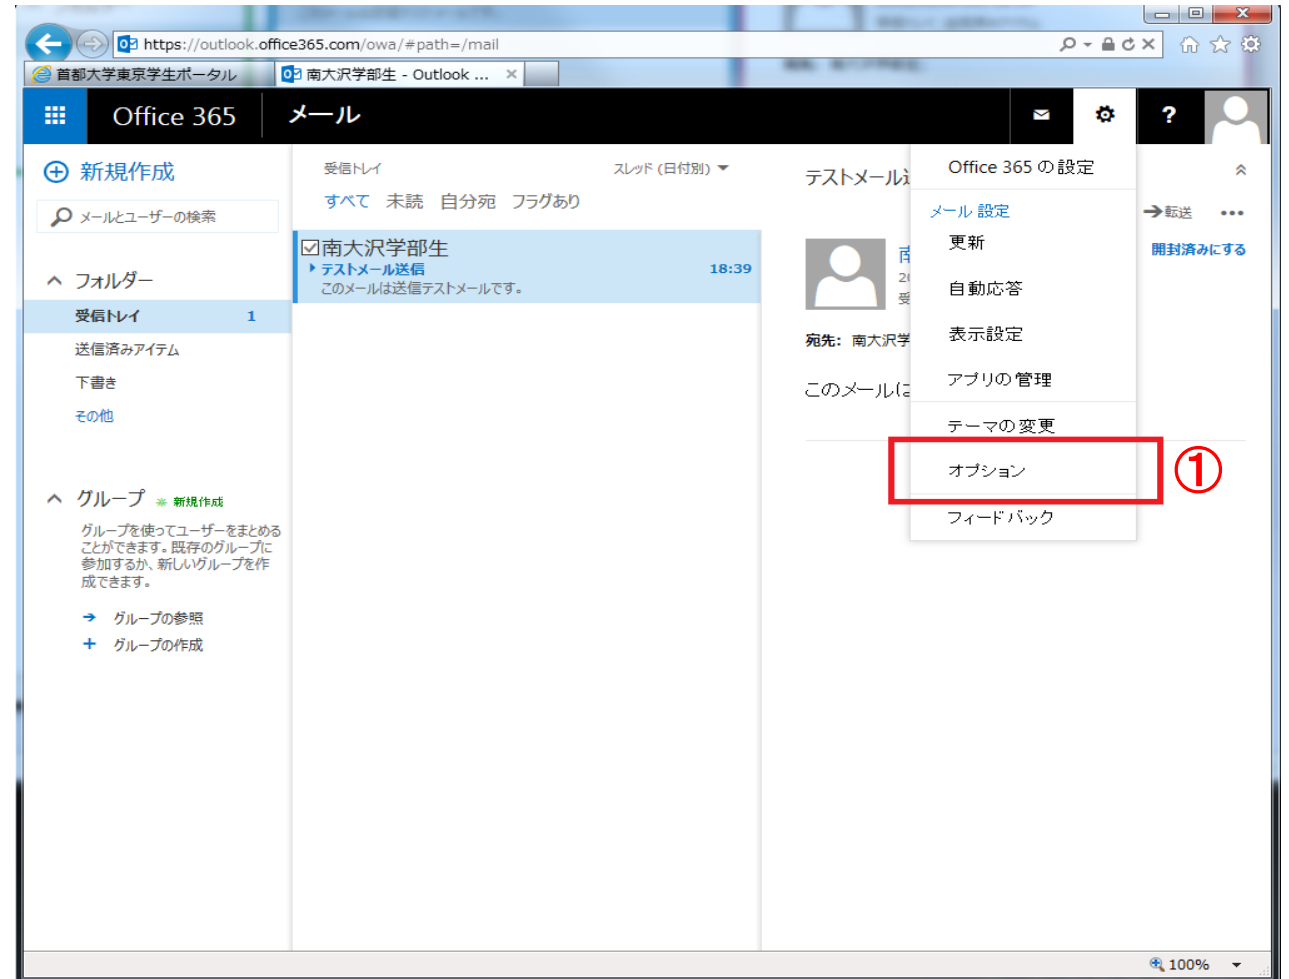 https://outlook.office365.com/owa/#path=/mail
首都大学東京学生ポータル
南大沢学部生 - Outlook ...
Office 365
メール
?
新規作成
メールとユーザーの検索
フォルダー
受信トレイ 1
送信済みアイテム
下書き
その他
グループ 新規作成
グループを使ってユーザーをまとめる
ことができます。既存のグループに
参加するか、新しいグループを作
成できます。
グループの参照
グループの作成
受信トレイ スレッド (日付別)
すべて 未読 自分宛 フラグあり
南大沢学部生
テストメール送信 18:39
このメールは送信テストメールです。
テストメール
転送 •••
開封済みにする
宛先: 南大沢学
このメールは
Office 365 の設定
メール 設定
更新
自動応答
表示設定
アプリの管理
テーマの変更
オプション
①
フィードバック
100%